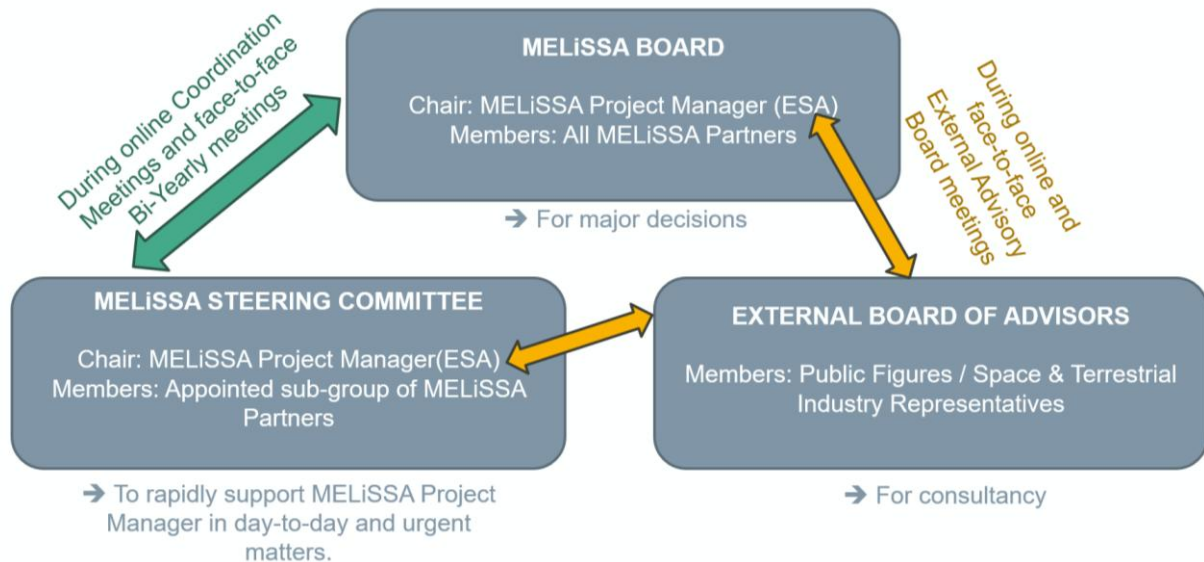 MELiSSA BOARD
Chair: MELiSSA Project Manager (ESA)
Members: All MELiSSA Partners
➔ For major decisions
During online Coordination
Meetings and face-to-face
Bi-Yearly meetings
During online and
face-to-face
External Advisory
Board meetings
MELiSSA STEERING COMMITTEE
Chair: MELiSSA Project Manager(ESA)
Members: Appointed sub-group of MELiSSA
Partners
➔ To rapidly support MELiSSA Project
Manager in day-to-day and urgent
matters.
EXTERNAL BOARD OF ADVISORS
Members: Public Figures / Space & Terrestrial
Industry Representatives
➔ For consultancy